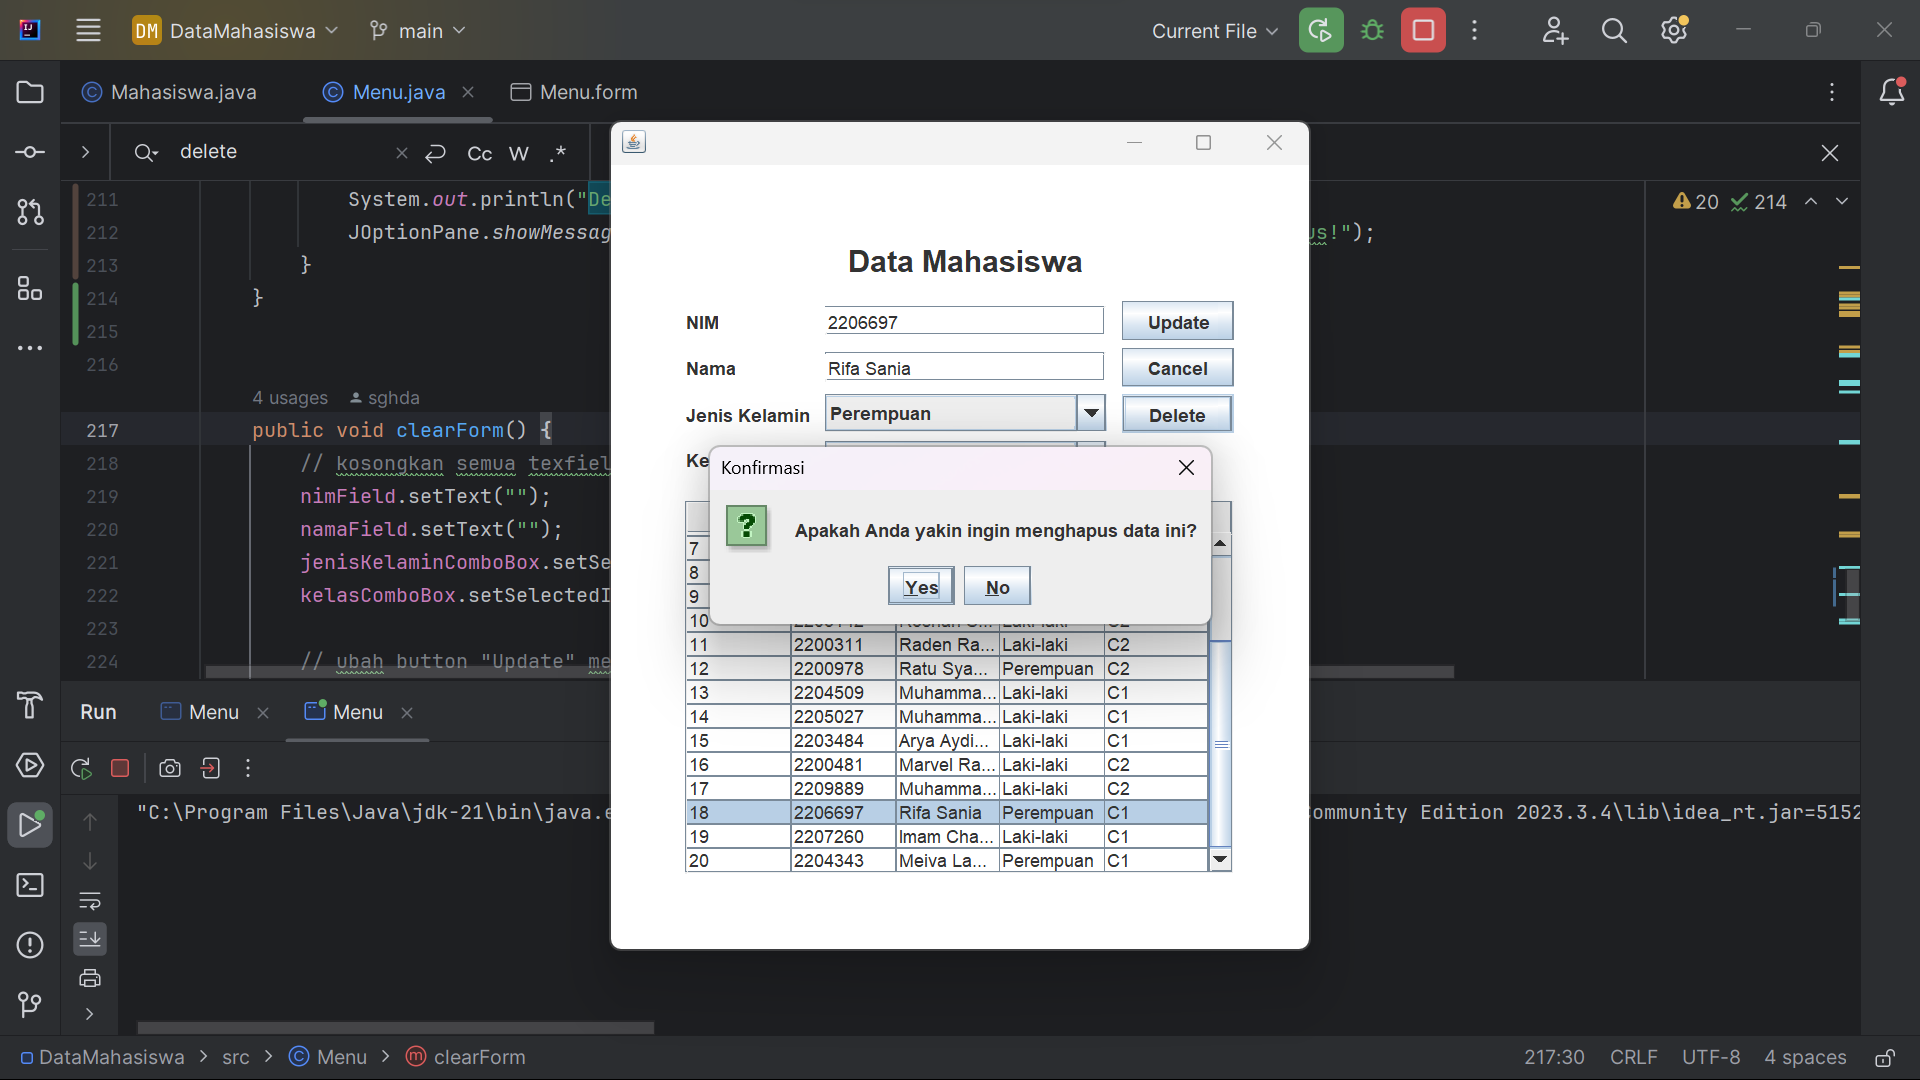 DM DataMahasiswa main Current File
Mahasiswa.java Menu.java Menu.form
delete Cc W .*
20 214
211 System.out.println("De
212 JOptionPane.showMessag us!");
213 }
214 }
215
216
4 usages sghda
217 public void clearForm() {
218 // kosongkan semua texfiel
219 nimField.setText("");
220 namaField.setText("");
221 jenisKelaminComboBox.setSe
222 kelasComboBox.setSelectedI
223
224 // ubah button "Update" me
Data Mahasiswa
NIM 2206697 Update
Nama Rifa Sania Cancel
Jenis Kelamin Perempuan Delete
Ke
Konfirmasi
Apakah Anda yakin ingin menghapus data ini?
Yes No
7
8
9
10
11 2200311 Raden Ra... Laki-laki C2
12 2200978 Ratu Sya... Perempuan C2
13 2204509 Muhamma... Laki-laki C1
14 2205027 Muhamma... Laki-laki C1
15 2203484 Arya Aydi... Laki-laki C1
16 2200481 Marvel Ra... Laki-laki C2
17 2209889 Muhamma... Laki-laki C2
18 2206697 Rifa Sania Perempuan C1
19 2207260 Imam Cha... Laki-laki C1
20 2204343 Meiva La... Perempuan C1
Run Menu Menu
"C:\Program Files\Java\jdk-21\bin\java.e ommunity Edition 2023.3.4\lib\idea_rt.jar=5152
DataMahasiswa > src > Menu > clearForm 217:30 CRLF UTF-8 4 spaces